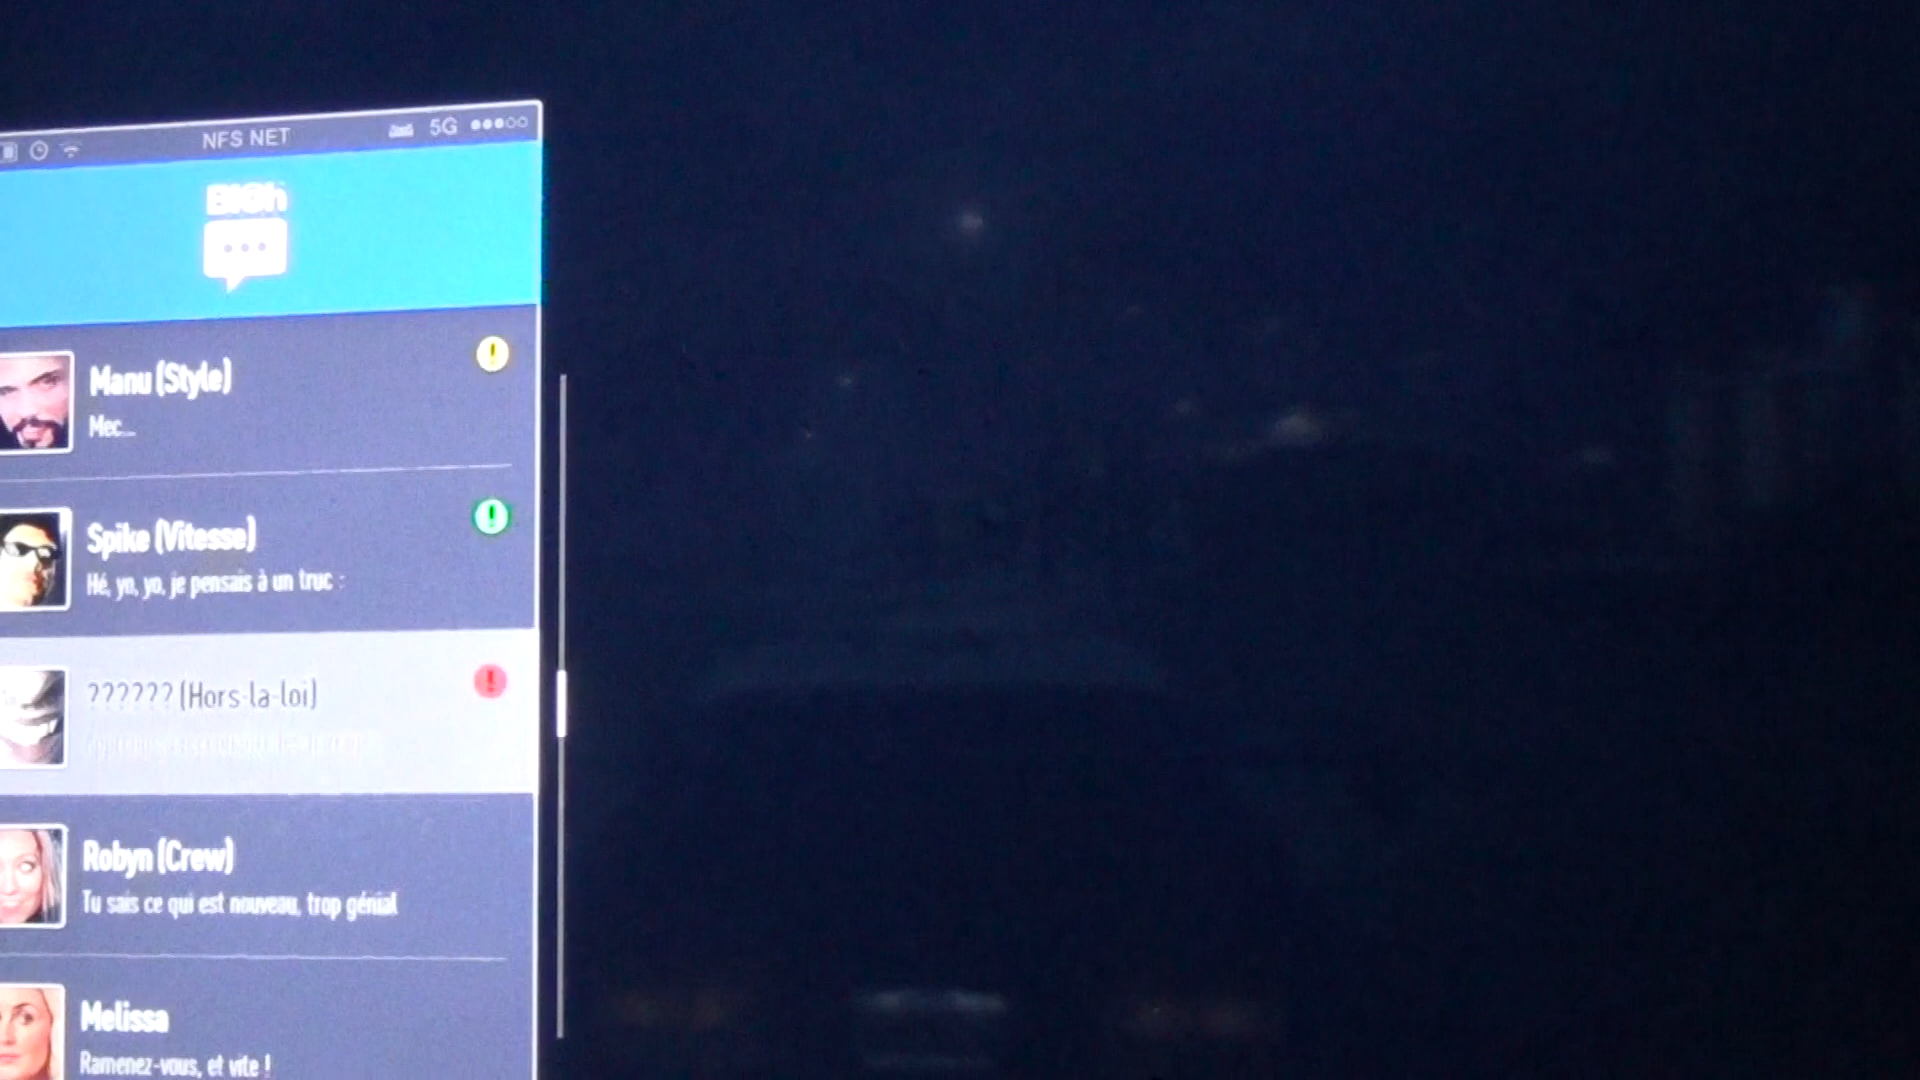 NFS NET
5G
Manu (Style)
Mec...
Spike (Vitesse)
Hé, yo, yo, je pensais à un truc :
?????? (Hors-la-loi)
Robyn (Crew)
Tu sais ce qui est nouveau, trop génial
Melissa
Ramenez-vous, et vite !